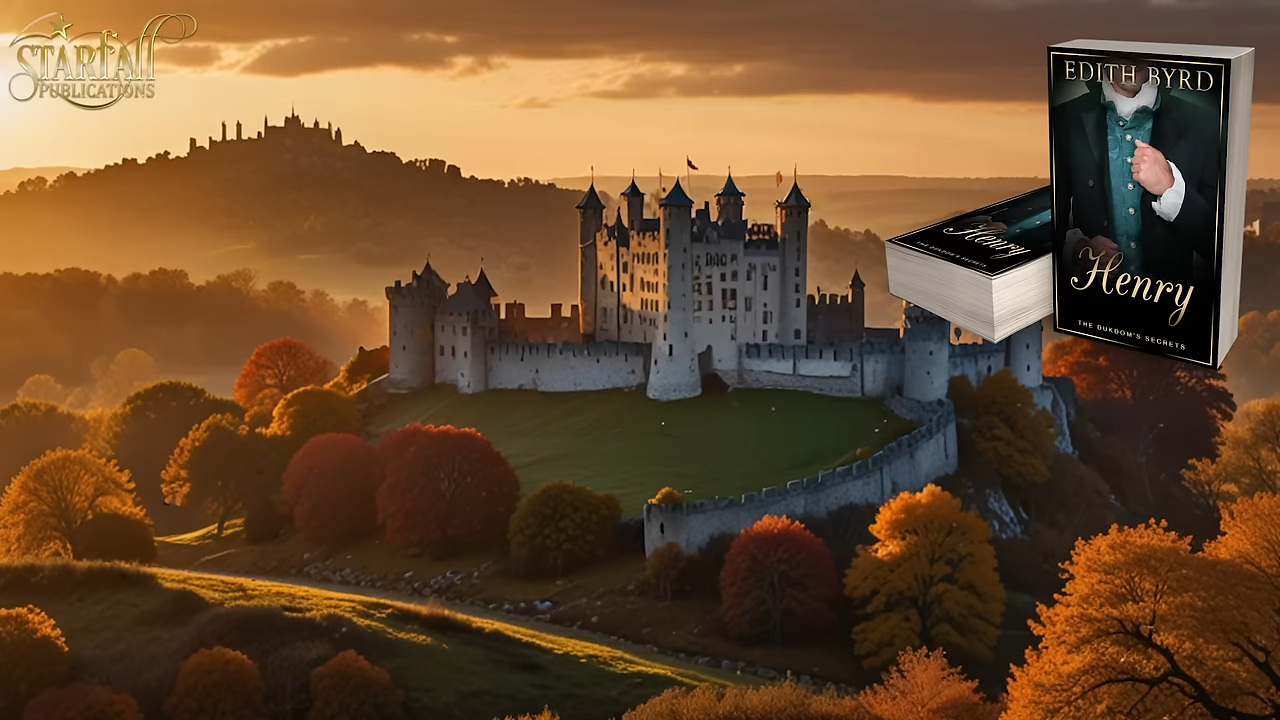 STARfAll
PUBLICATIONS
EDITH BYRD
Henry
THE DUKDOM'S SECRETS
Henry
THE DUKDOM'S SECRETS